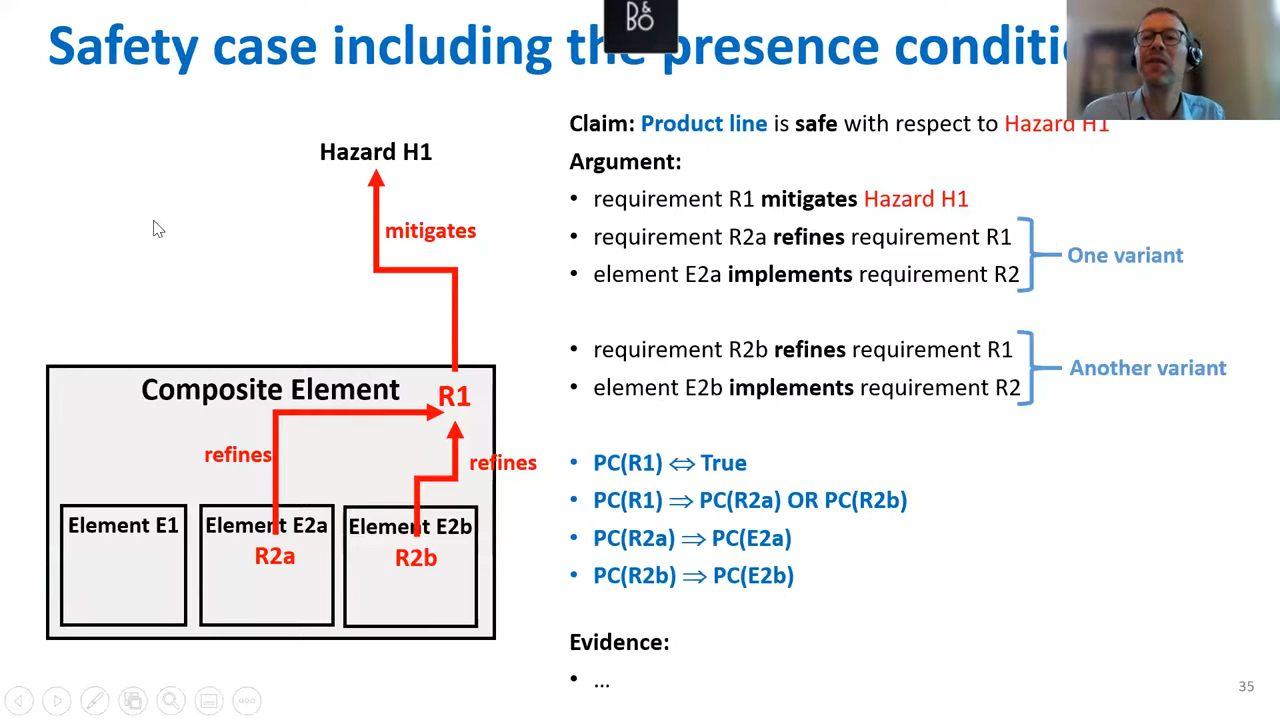 Safety case including the presence conditi
B&O
Claim: Product line is safe with respect to Hazard H1
Argument:
• requirement R1 mitigates Hazard H1
• requirement R2a refines requirement R1
• element E2a implements requirement R2
One variant
• requirement R2b refines requirement R1
• element E2b implements requirement R2
Another variant
• PC(R1) ⇔ True
• PC(R1) ⇒ PC(R2a) OR PC(R2b)
• PC(R2a) ⇒ PC(E2a)
• PC(R2b) ⇒ PC(E2b)
Evidence:
• ...
Hazard H1
mitigates
Composite Element
R1
refines
refines
Element E1
Element E2a
R2a
Element E2b
R2b
35